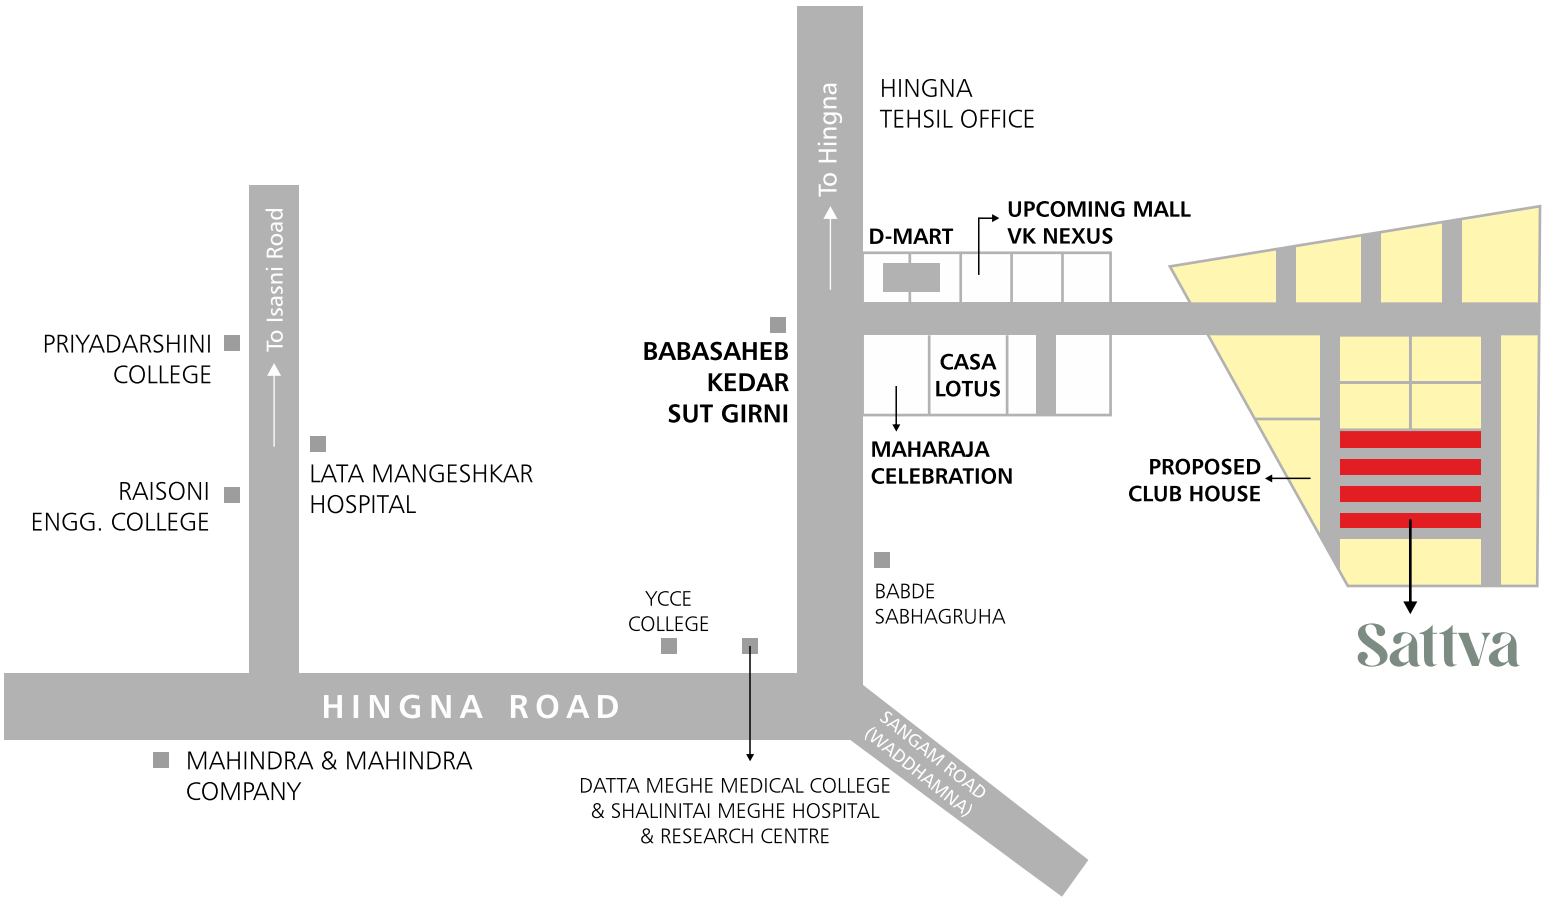 HINGNA
TEHSIL OFFICE
To Hingna
UPCOMING MALL
VK NEXUS
D-MART
To Isasni Road
PRIYADARSHINI
COLLEGE
BABASAHEB
KEDAR
SUT GIRNI
CASA
LOTUS
MAHARAJA
CELEBRATION
LATA MANGESHKAR
HOSPITAL
RAISONI
ENGG. COLLEGE
PROPOSED
CLUB HOUSE
BABDE
SABHAGRUHA
YCCE
COLLEGE
Sattva
HINGNA ROAD
SANGAM ROAD
(WADDHAMNA)
MAHINDRA & MAHINDRA
COMPANY
DATTA MEGHE MEDICAL COLLEGE
& SHALINITAI MEGHE HOSPITAL
& RESEARCH CENTRE